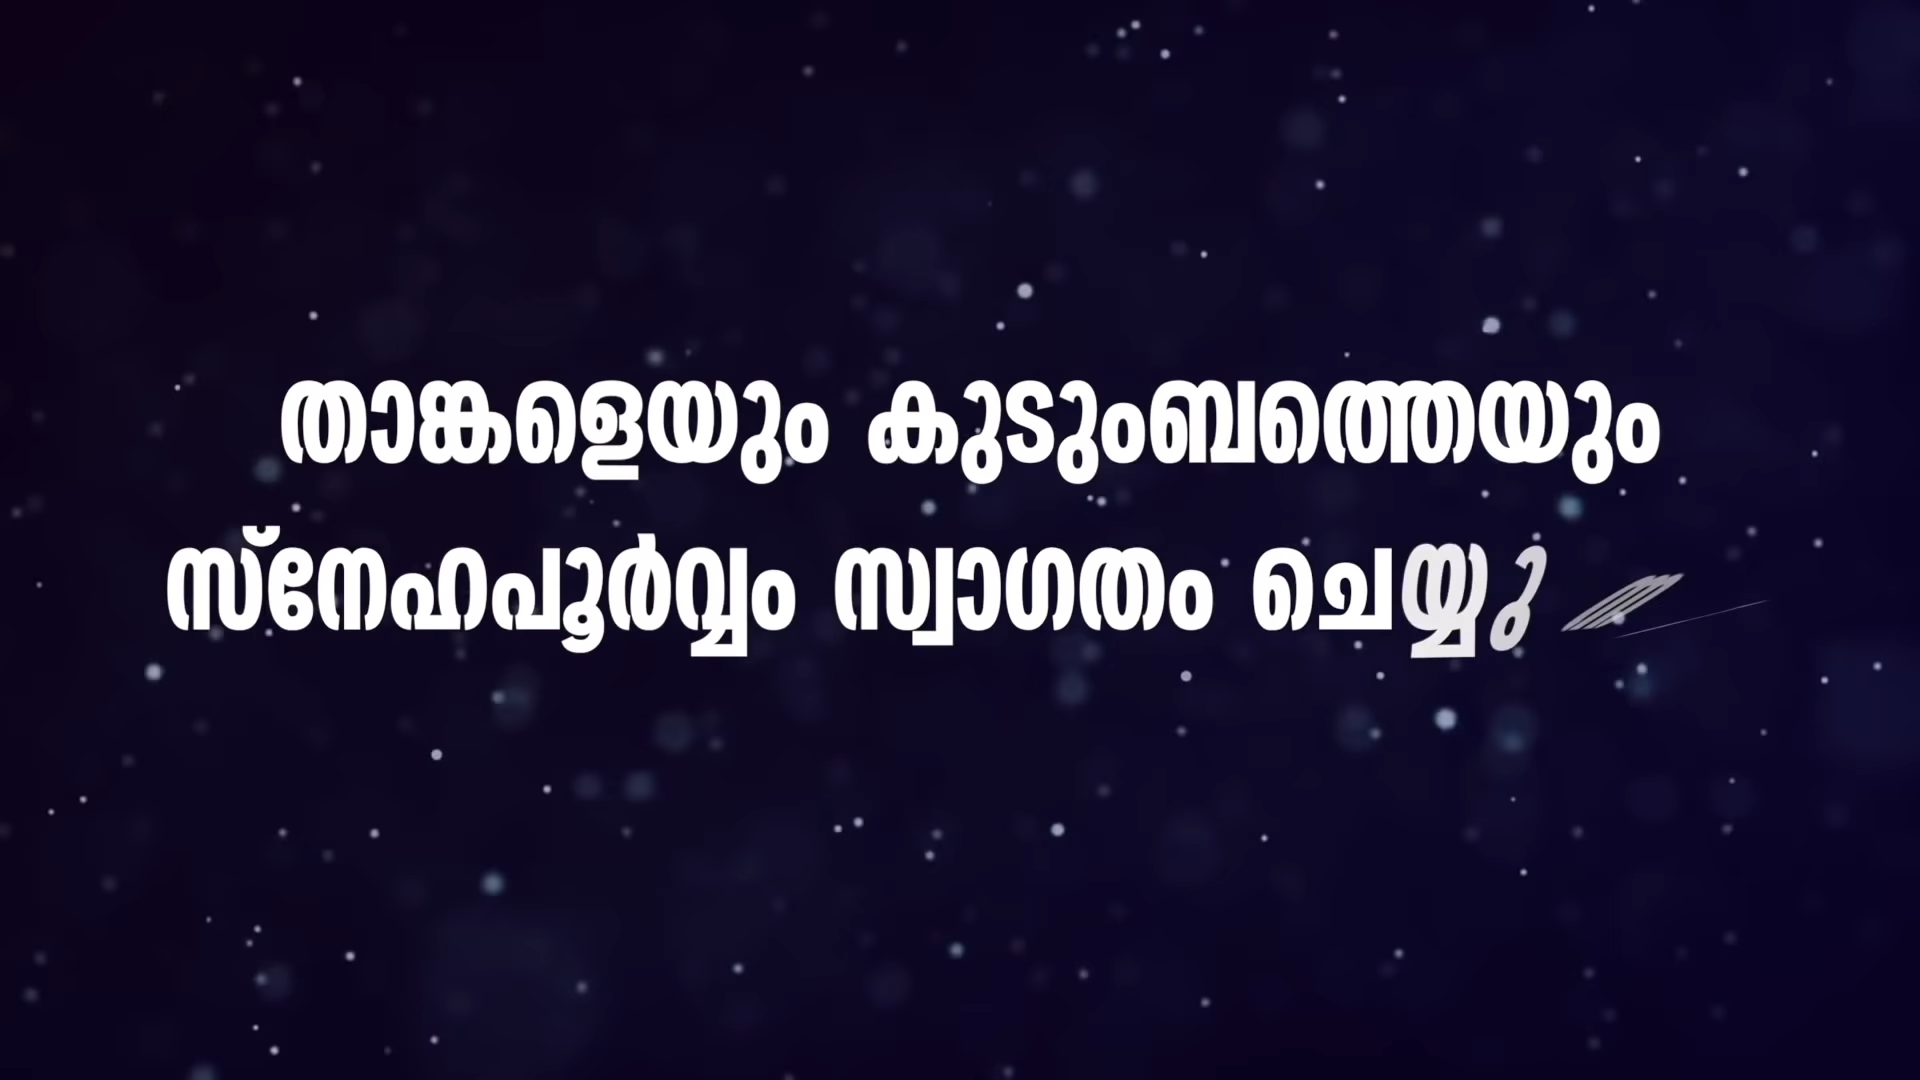 താങ്കളെയും കുടുംബത്തെയും
സ്നേഹപൂർവ്വം സ്വാഗതം ചെയ്യു